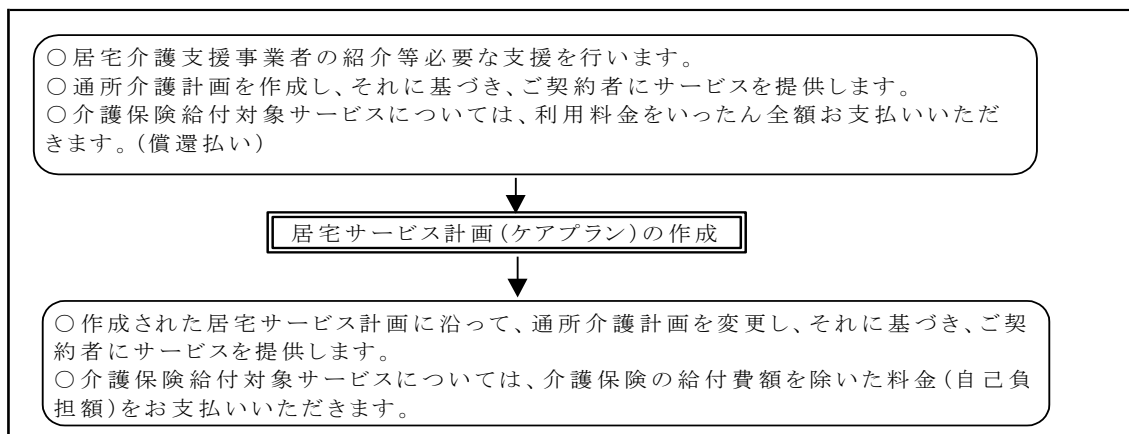 ○居宅介護支援事業者の紹介等必要な支援を行います。
○通所介護計画を作成し、それに基づき、ご契約者にサービスを提供します。
○介護保険給付対象サービスについては、利用料金をいったん全額お支払いいただ
きます。(償還払い)
居宅サービス計画(ケアプラン)の作成
○作成された居宅サービス計画に沿って、通所介護計画を変更し、それに基づき、ご契
約者にサービスを提供します。
○介護保険給付対象サービスについては、介護保険の給付費額を除いた料金(自己負
担額)をお支払いいただきます。